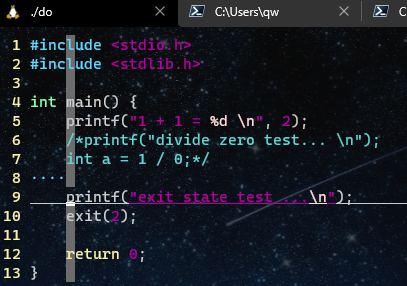 ./do
C:\Users\qw
C
1 #include <stdio.h>
2 #include <stdlib.h>
3
4 int main() {
5     printf("1 + 1 = %d \n", 2);
6     /*printf("divide zero test... \n");
7     int a = 1 / 0;*/
8 ····
9     printf("exit state test ...\n");
10     exit(2);
11
12     return 0;
13 }